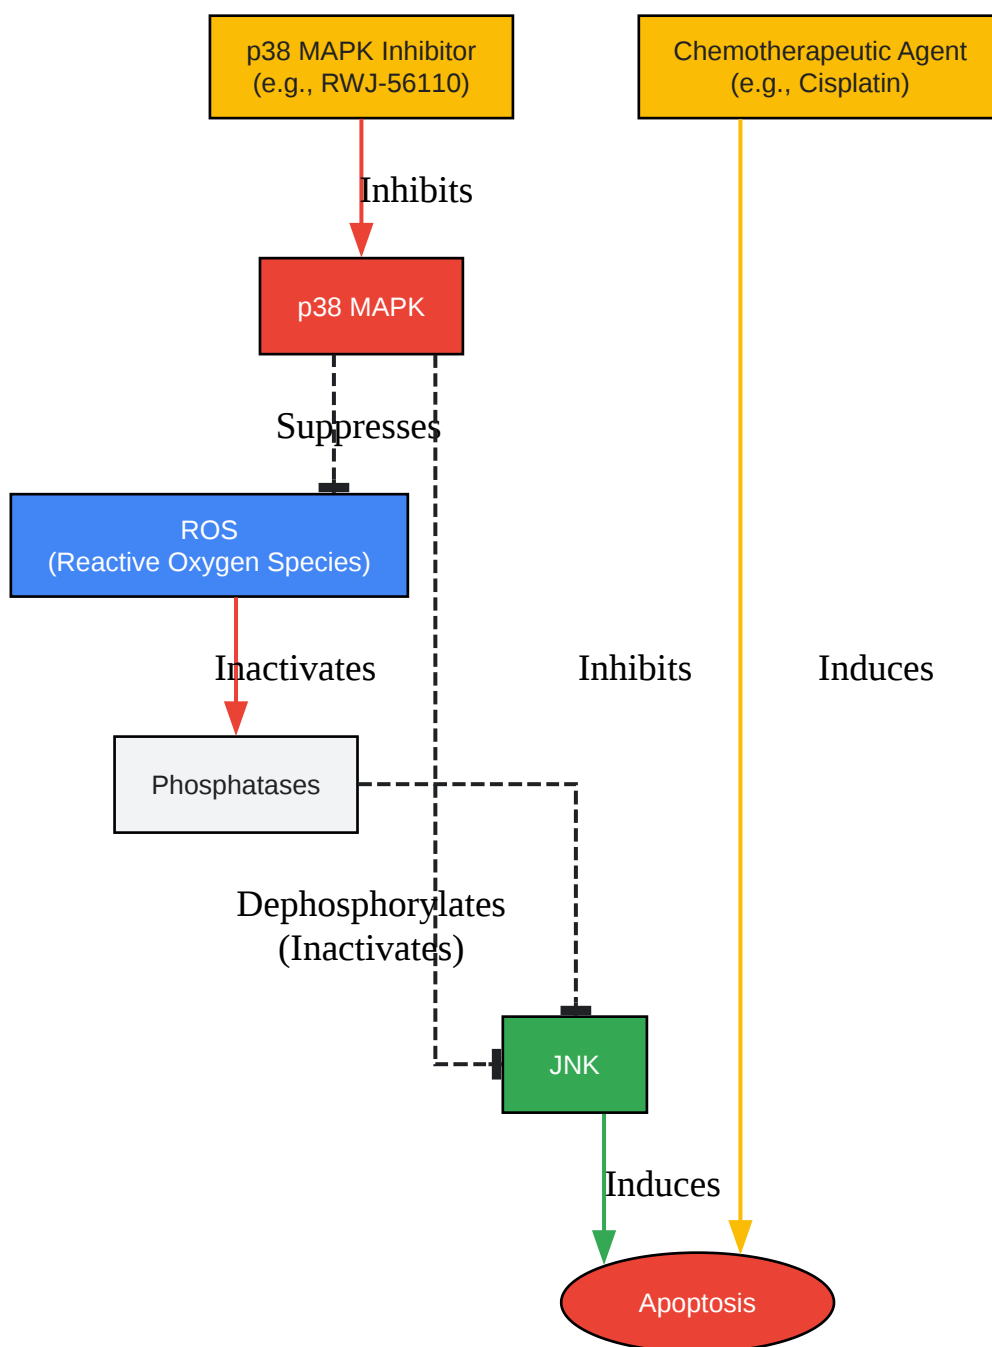 p38 MAPK Inhibitor
(e.g., RWJ-56110)
Chemotherapeutic Agent
(e.g., Cisplatin)
Inhibits
p38 MAPK
Suppresses
ROS
(Reactive Oxygen Species)
Inactivates
Inhibits
Induces
Phosphatases
Dephosphorylates
(Inactivates)
JNK
Induces
Apoptosis